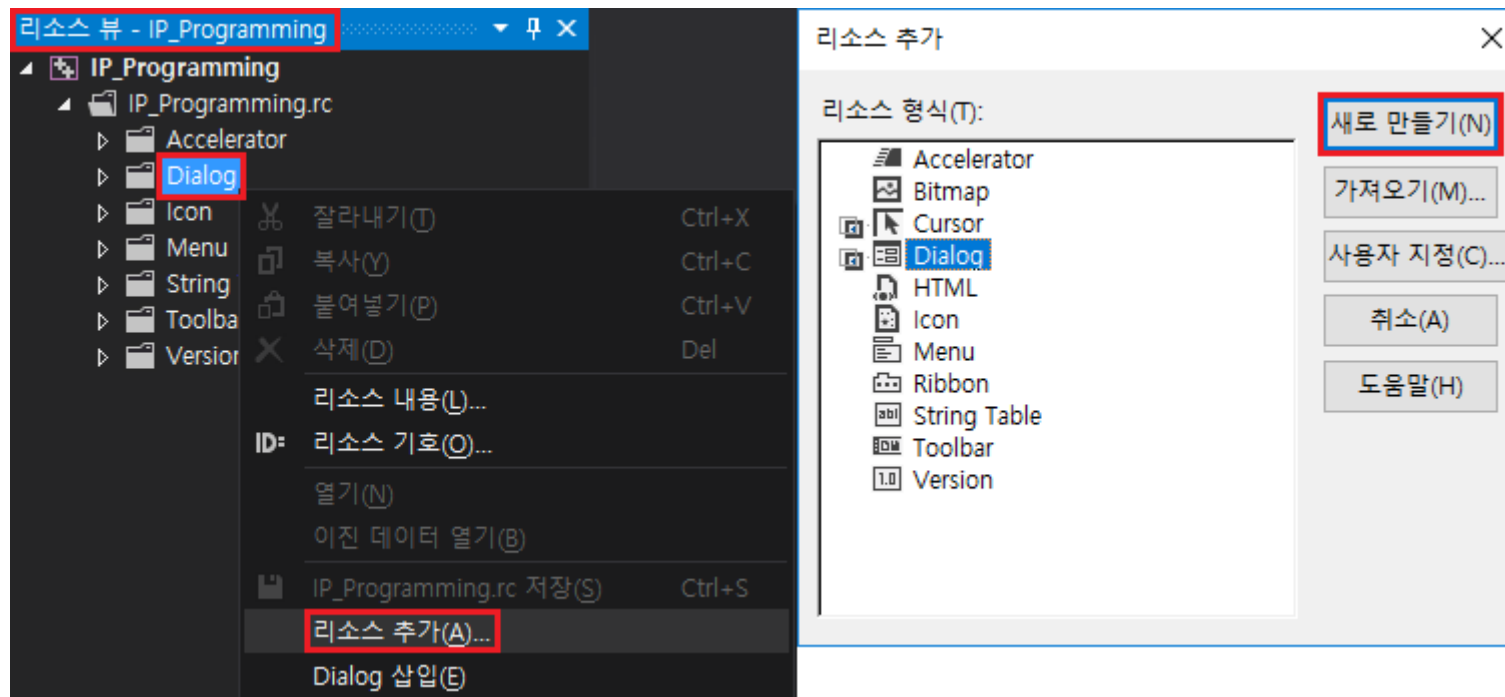 리소스 뷰 - IP_Programming
IP_Programming
IP_Programming.rc
Accelerator
Dialog
Icon
Menu
String
Toolba
Version
잘라내기(T) Ctrl+X
복사(Y) Ctrl+C
붙여넣기(P) Ctrl+V
삭제(D) Del
리소스 내용(L)...
ID= 리소스 기호(O)...
열기(N)
이진 데이터 열기(B)
IP_Programming.rc 저장(S) Ctrl+S
리소스 추가(A)...
Dialog 삽입(E)
리소스 추가
리소스 형식(T):
Accelerator
Bitmap
Cursor
Dialog
HTML
Icon
Menu
Ribbon
abl String Table
Toolbar
1.0 Version
새로 만들기(N)
가져오기(M)...
사용자 지정(C)...
취소(A)
도움말(H)